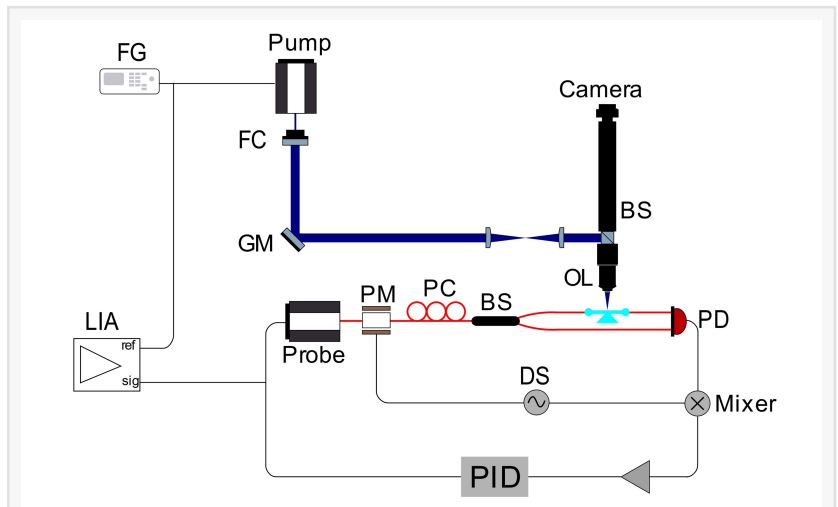 Pump
FG
Camera
FC
BS
GM
OL
PC
PM
BS
LIA
PD
ref
Probe
sig
DS
Mixer
PID